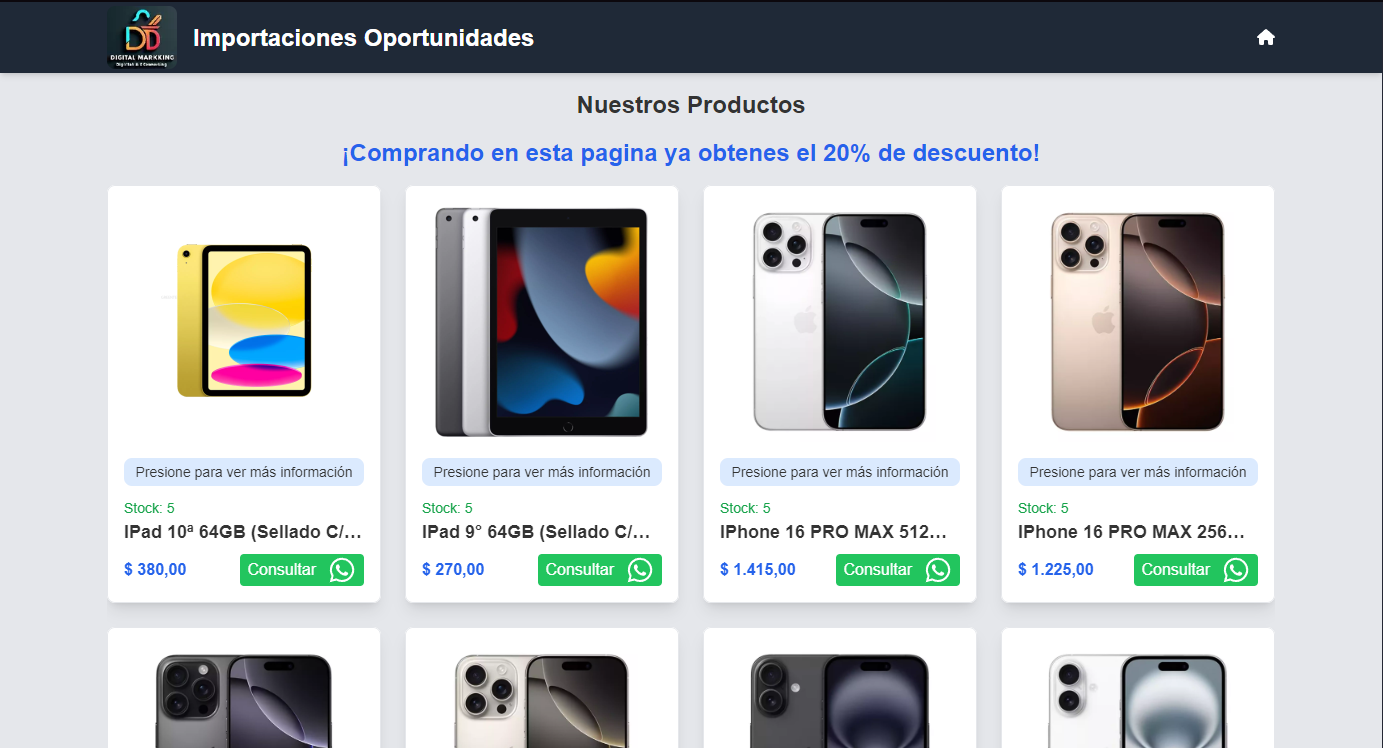 DIGITAL MARKKING
Importaciones Oportunidades
Nuestros Productos
¡Comprando en esta pagina ya obtenes el 20% de descuento!
Presione para ver más información
Presione para ver más información
Presione para ver más información
Presione para ver más información
Stock: 5
Stock: 5
Stock: 5
Stock: 5
IPad 10ª 64GB (Sellado C/...
IPad 9° 64GB (Sellado C/...
IPhone 16 PRO MAX 512...
IPhone 16 PRO MAX 256...
$ 380,00
Consultar
$ 270,00
Consultar
$ 1.415,00
Consultar
$ 1.225,00
Consultar